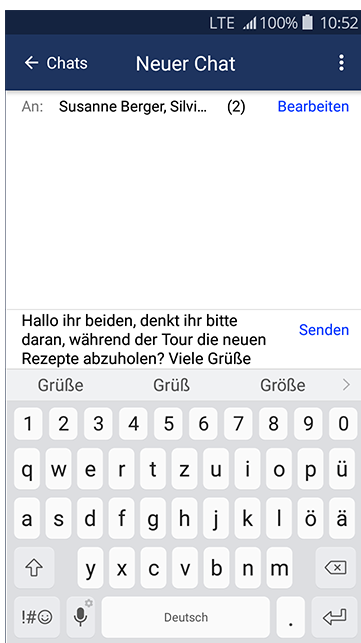 LTE 100% 10:52
← Chats Neuer Chat
An: Susanne Berger, Silvi... (2) Bearbeiten
Hallo ihr beiden, denkt ihr bitte
daran, während der Tour die neuen
Rezepte abzuholen? Viele Grüße
Senden
Grüße Grüß Größe
1 2 3 4 5 6 7 8 9 0
q w e r t z u i o p ü
a s d f g h j k l ö ä
y x c v b n m
!#☺ Deutsch .